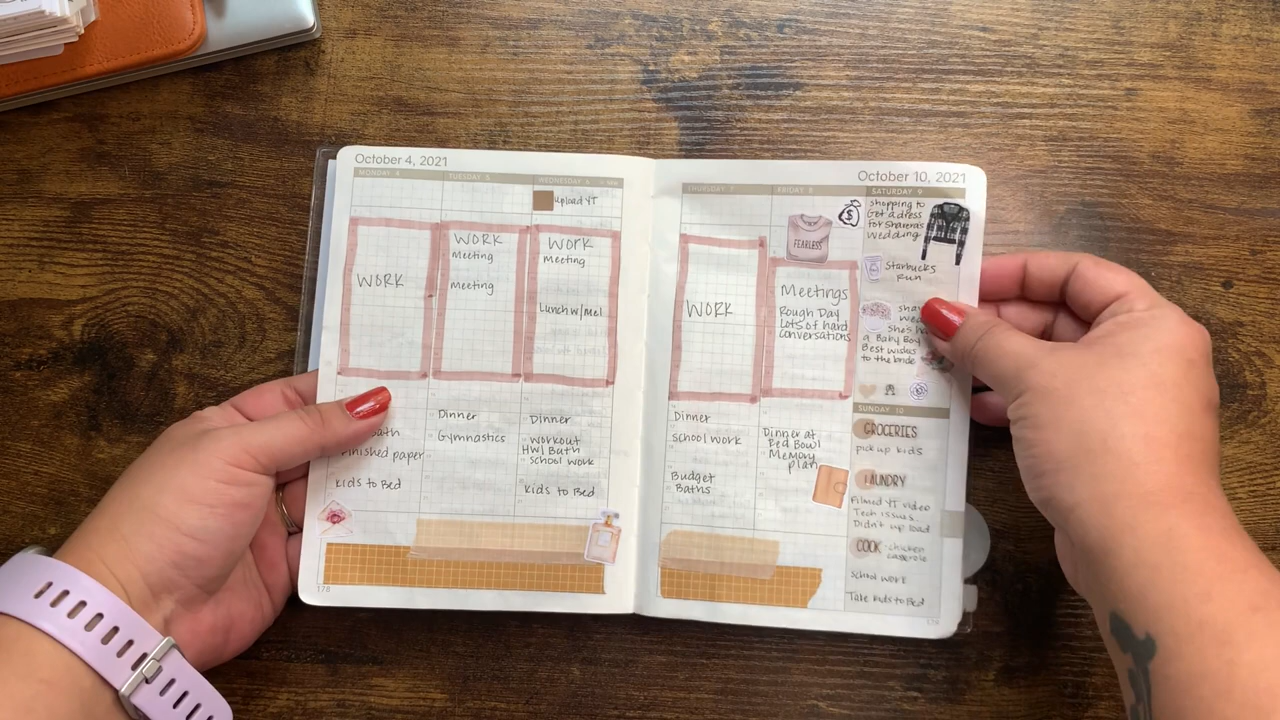 October 4, 2021
MONDAY 4
TUESDAY 5
WEDNESDAY 6
Upload YT
WORK
WORK
Meeting
Meeting
WORK
Meeting
Lunch w/mel
Bath
Finished paper
Kids to Bed
Dinner
Gymnastics
Dinner
workout
HWI Bath
School work
Kids to Bed
178
October 10, 2021
THURSDAY 7
FRIDAY 8
SATURDAY 9
WORK
Dinner
School work
Budget
Baths
$
FEARLESS
Meetings
Rough Day
Lots of hard
conversations
Dinner at
Red Bowl
Memory
plan
shopping to
Get a dress
for
Wedding
Starbucks
Run
a Baby Boy
Best wishes
to the bride
SUNDAY 10
GROCERIES
pick up kids
LAUNDRY
Filmed YT video
Tech issues.
Didn't upload
COOK - chicken
casserole
School work
Take kids to Bed
179